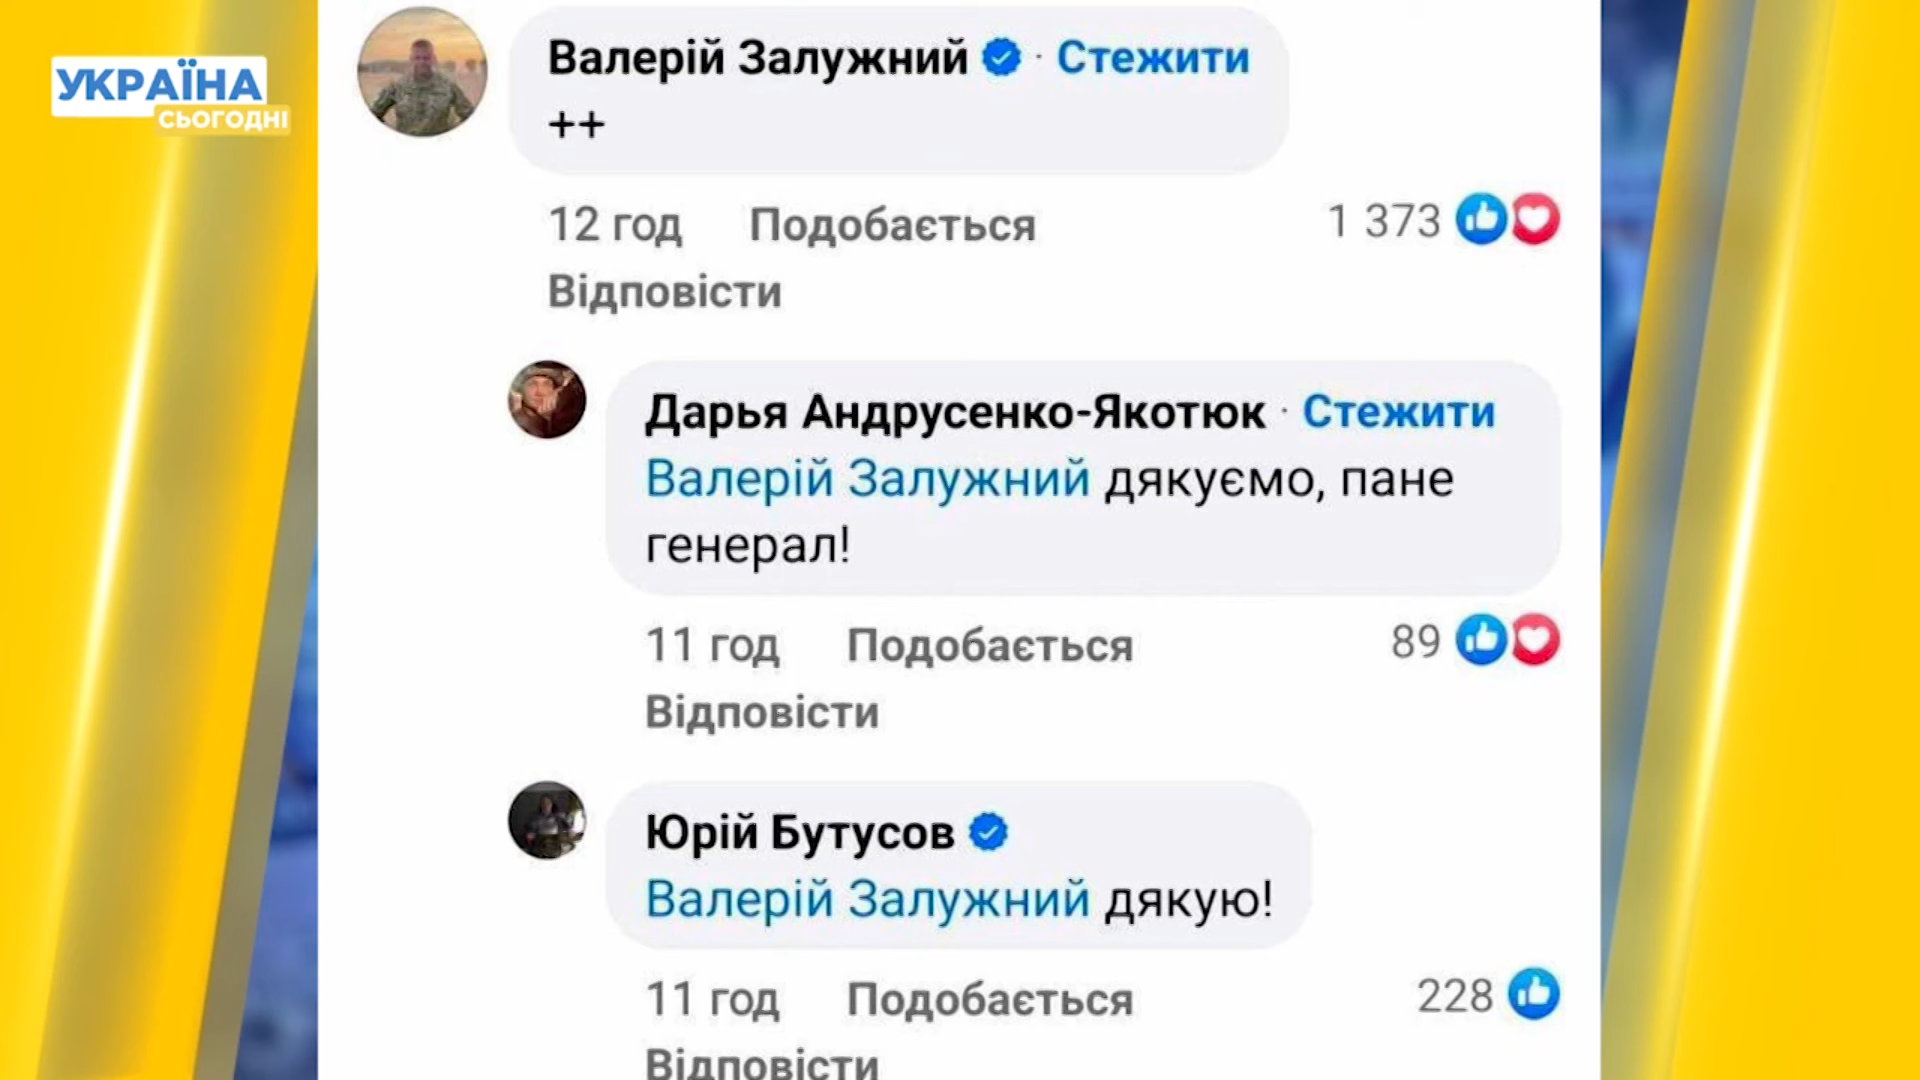 УКРАЇНА
СЬОГОДНІ
Валерій Залужний · Стежити
++
12 год Подобається 1 373
Відповісти
Дарья Андрусенко-Якотюк · Стежити
Валерій Залужний дякуємо, пане
генерал!
11 год Подобається 89
Відповісти
Юрій Бутусов
Валерій Залужний дякую!
11 год Подобається 228
Відповісти